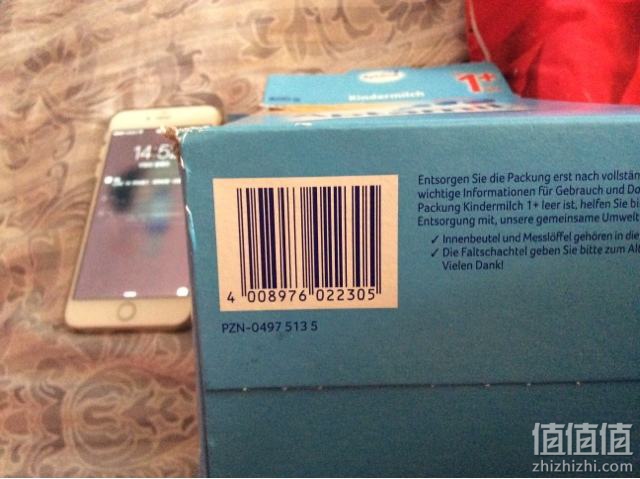 1+
Kindermilch
14:5
Entsorgen Sie die Packung erst nach vollstän
wichtige Informationen für Gebrauch und Do
Packung Kindermilch 1+ leer ist, helfen Sie bi
Entsorgung mit, unsere gemeinsame Umwelt
✓ Innenbeutel und Messlöffel gehören in die
✓ Die Faltschachtel geben Sie bitte zum Alt
Vielen Dank!
4 008976 022305
PZN-0497 513 5
值值值
zhizhizhi.com